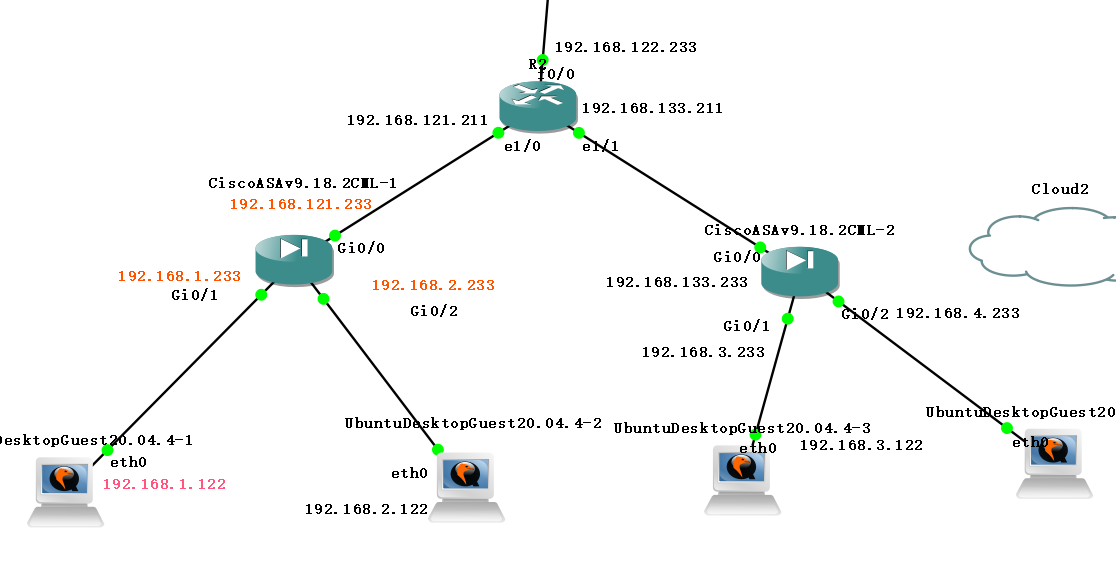 192.168.122.233
R2
f0/0
192.168.133.211
192.168.121.211
e1/0
e1/1
CiscoASAv9.18.2CML-1
192.168.121.233
Cloud2
CiscoASAv9.18.2CML-2
Gi0/0
Gi0/0
192.168.1.233
192.168.2.233
192.168.133.233
Gi0/1
Gi0/2
Gi0/2
192.168.4.233
Gi0/1
192.168.3.233
DesktopGuest20.04.4-1
UbuntuDesktopGuest20.04.4-2
UbuntuDesktopGuest20.04.4-3
UbuntuDesktopGuest20
eth0
eth0
eth0
192.168.3.122
eth0
192.168.1.122
192.168.2.122